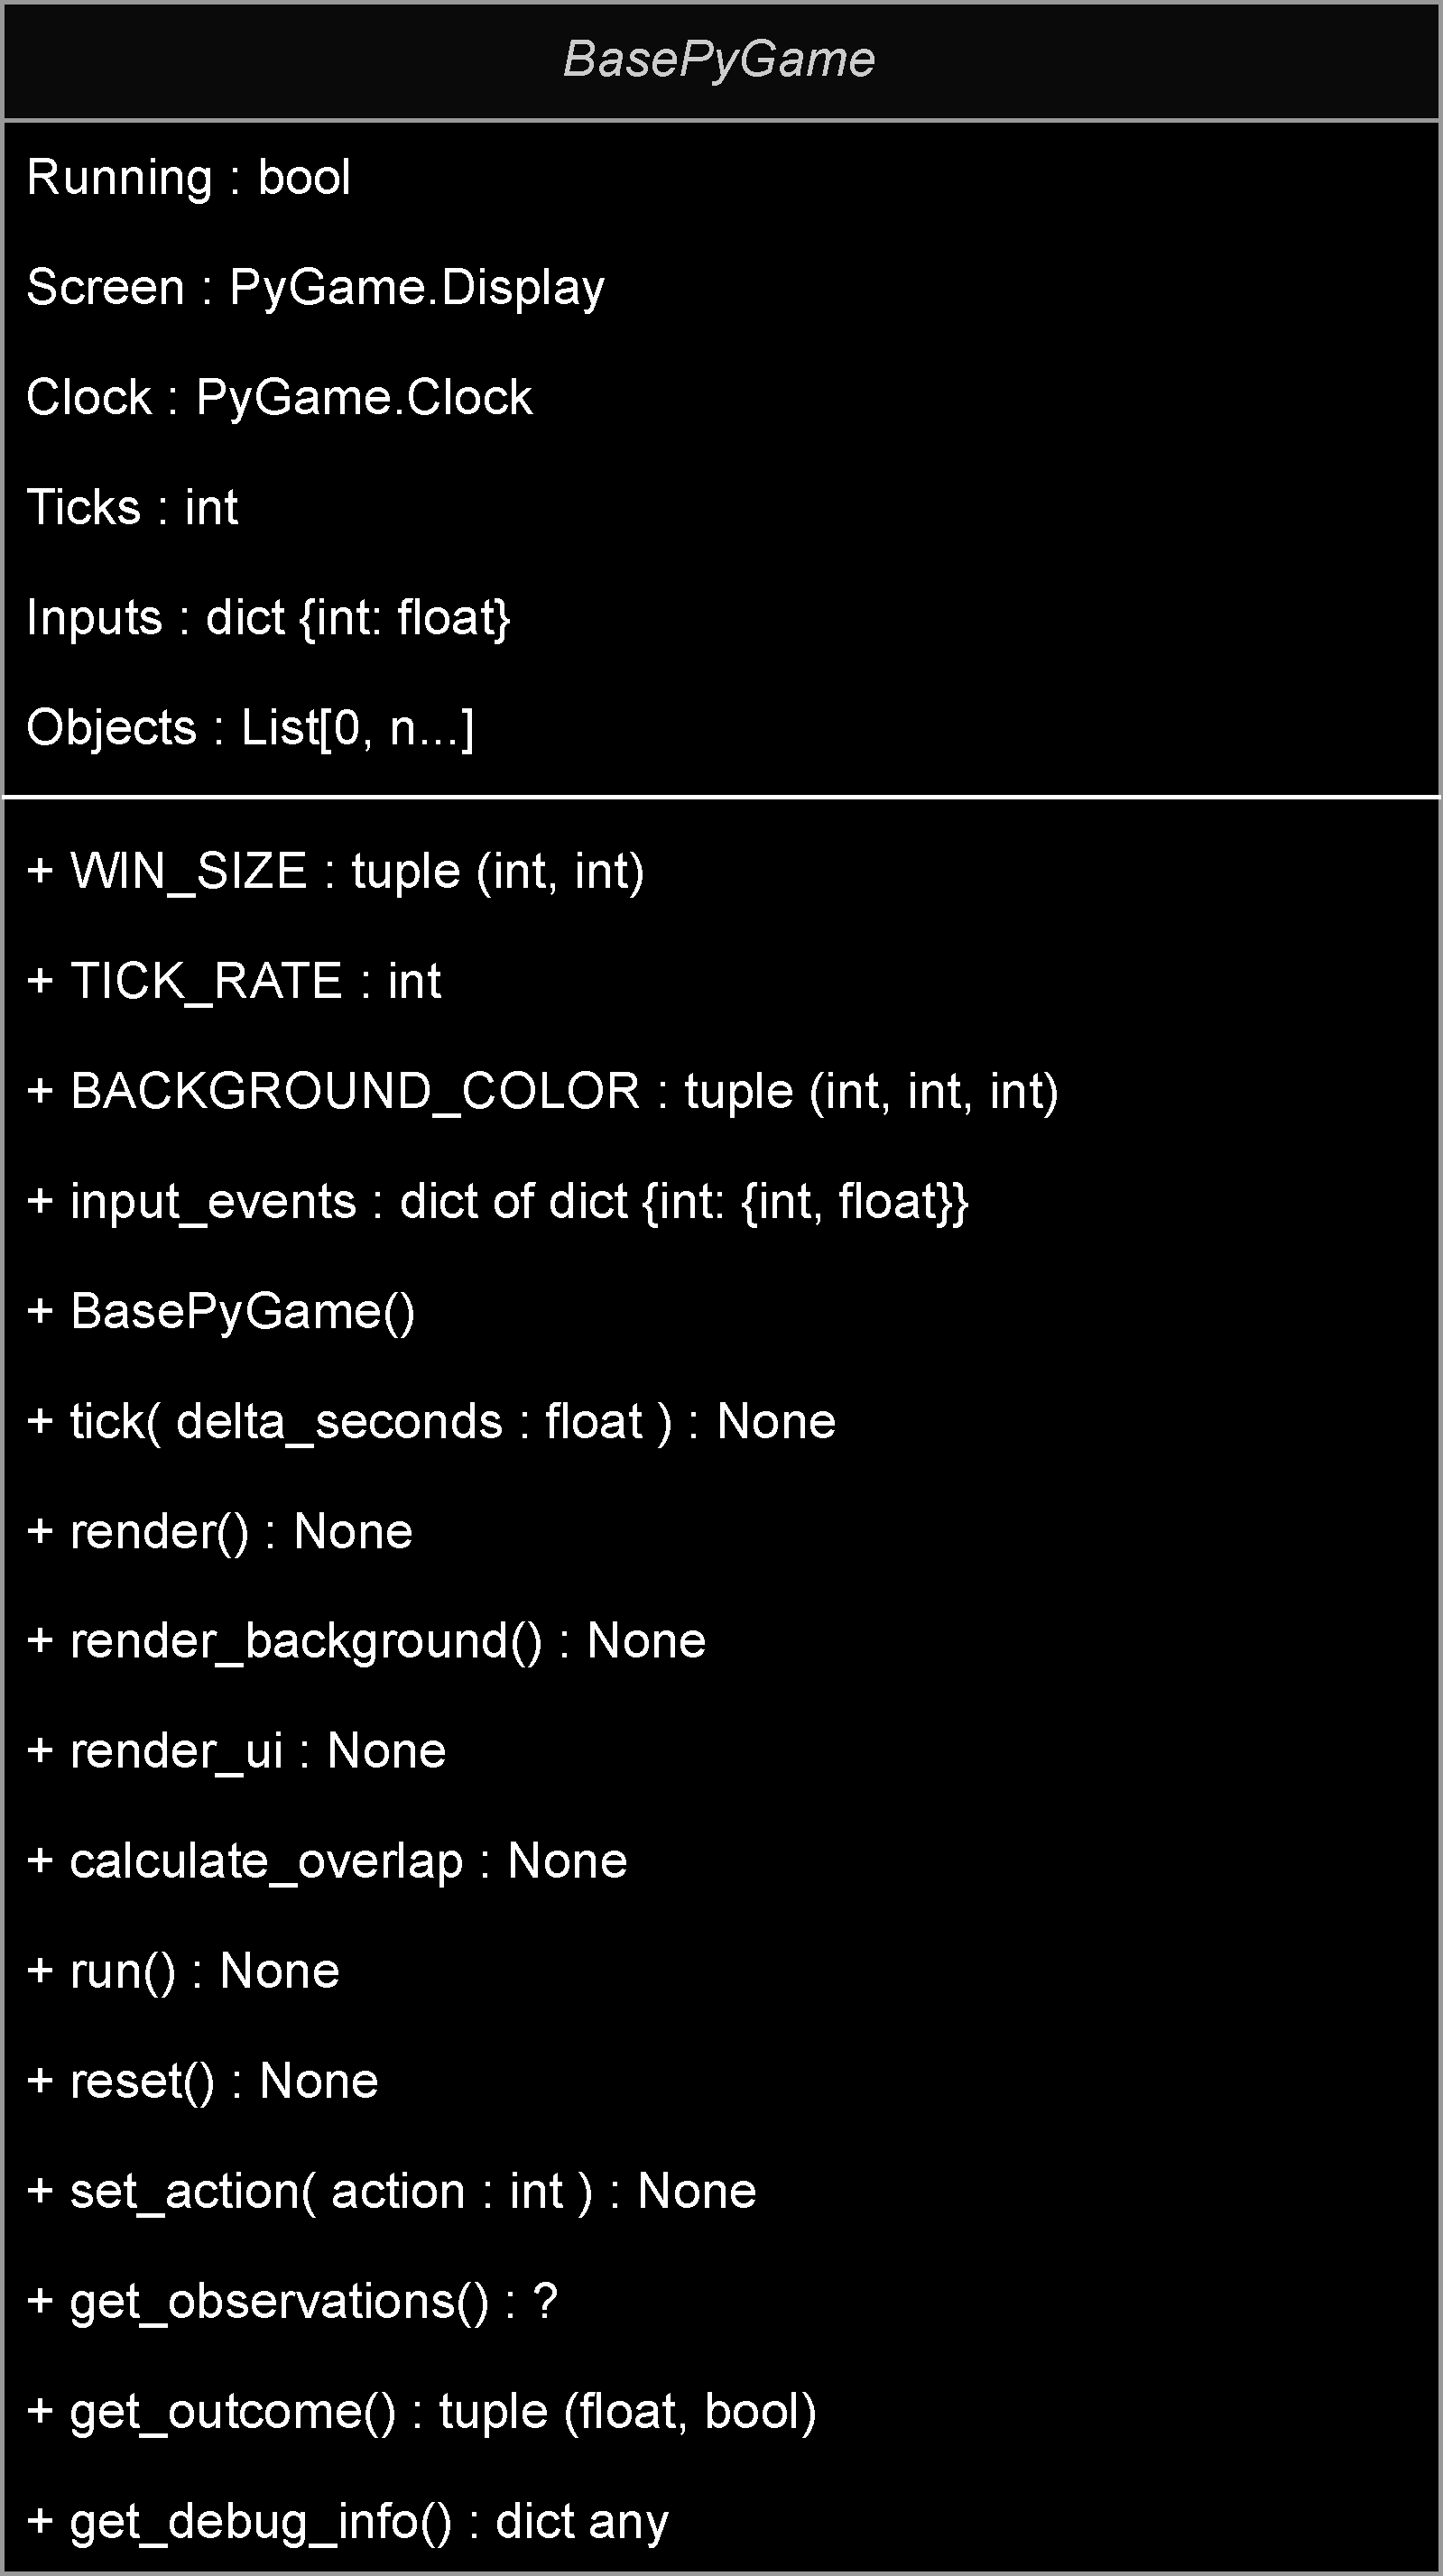 BasePyGame
Running : bool
Screen : PyGame.Display
Clock : PyGame.Clock
Ticks : int
Inputs : dict {int: float}
Objects : List[0, n...]
+ WIN_SIZE : tuple (int, int)
+ TICK_RATE : int
+ BACKGROUND_COLOR : tuple (int, int, int)
+ input_events : dict of dict {int: {int, float}}
+ BasePyGame()
+ tick( delta_seconds : float ) : None
+ render() : None
+ render_background() : None
+ render_ui : None
+ calculate_overlap : None
+ run() : None
+ reset() : None
+ set_action( action : int ) : None
+ get_observations() : ?
+ get_outcome() : tuple (float, bool)
+ get_debug_info() : dict any